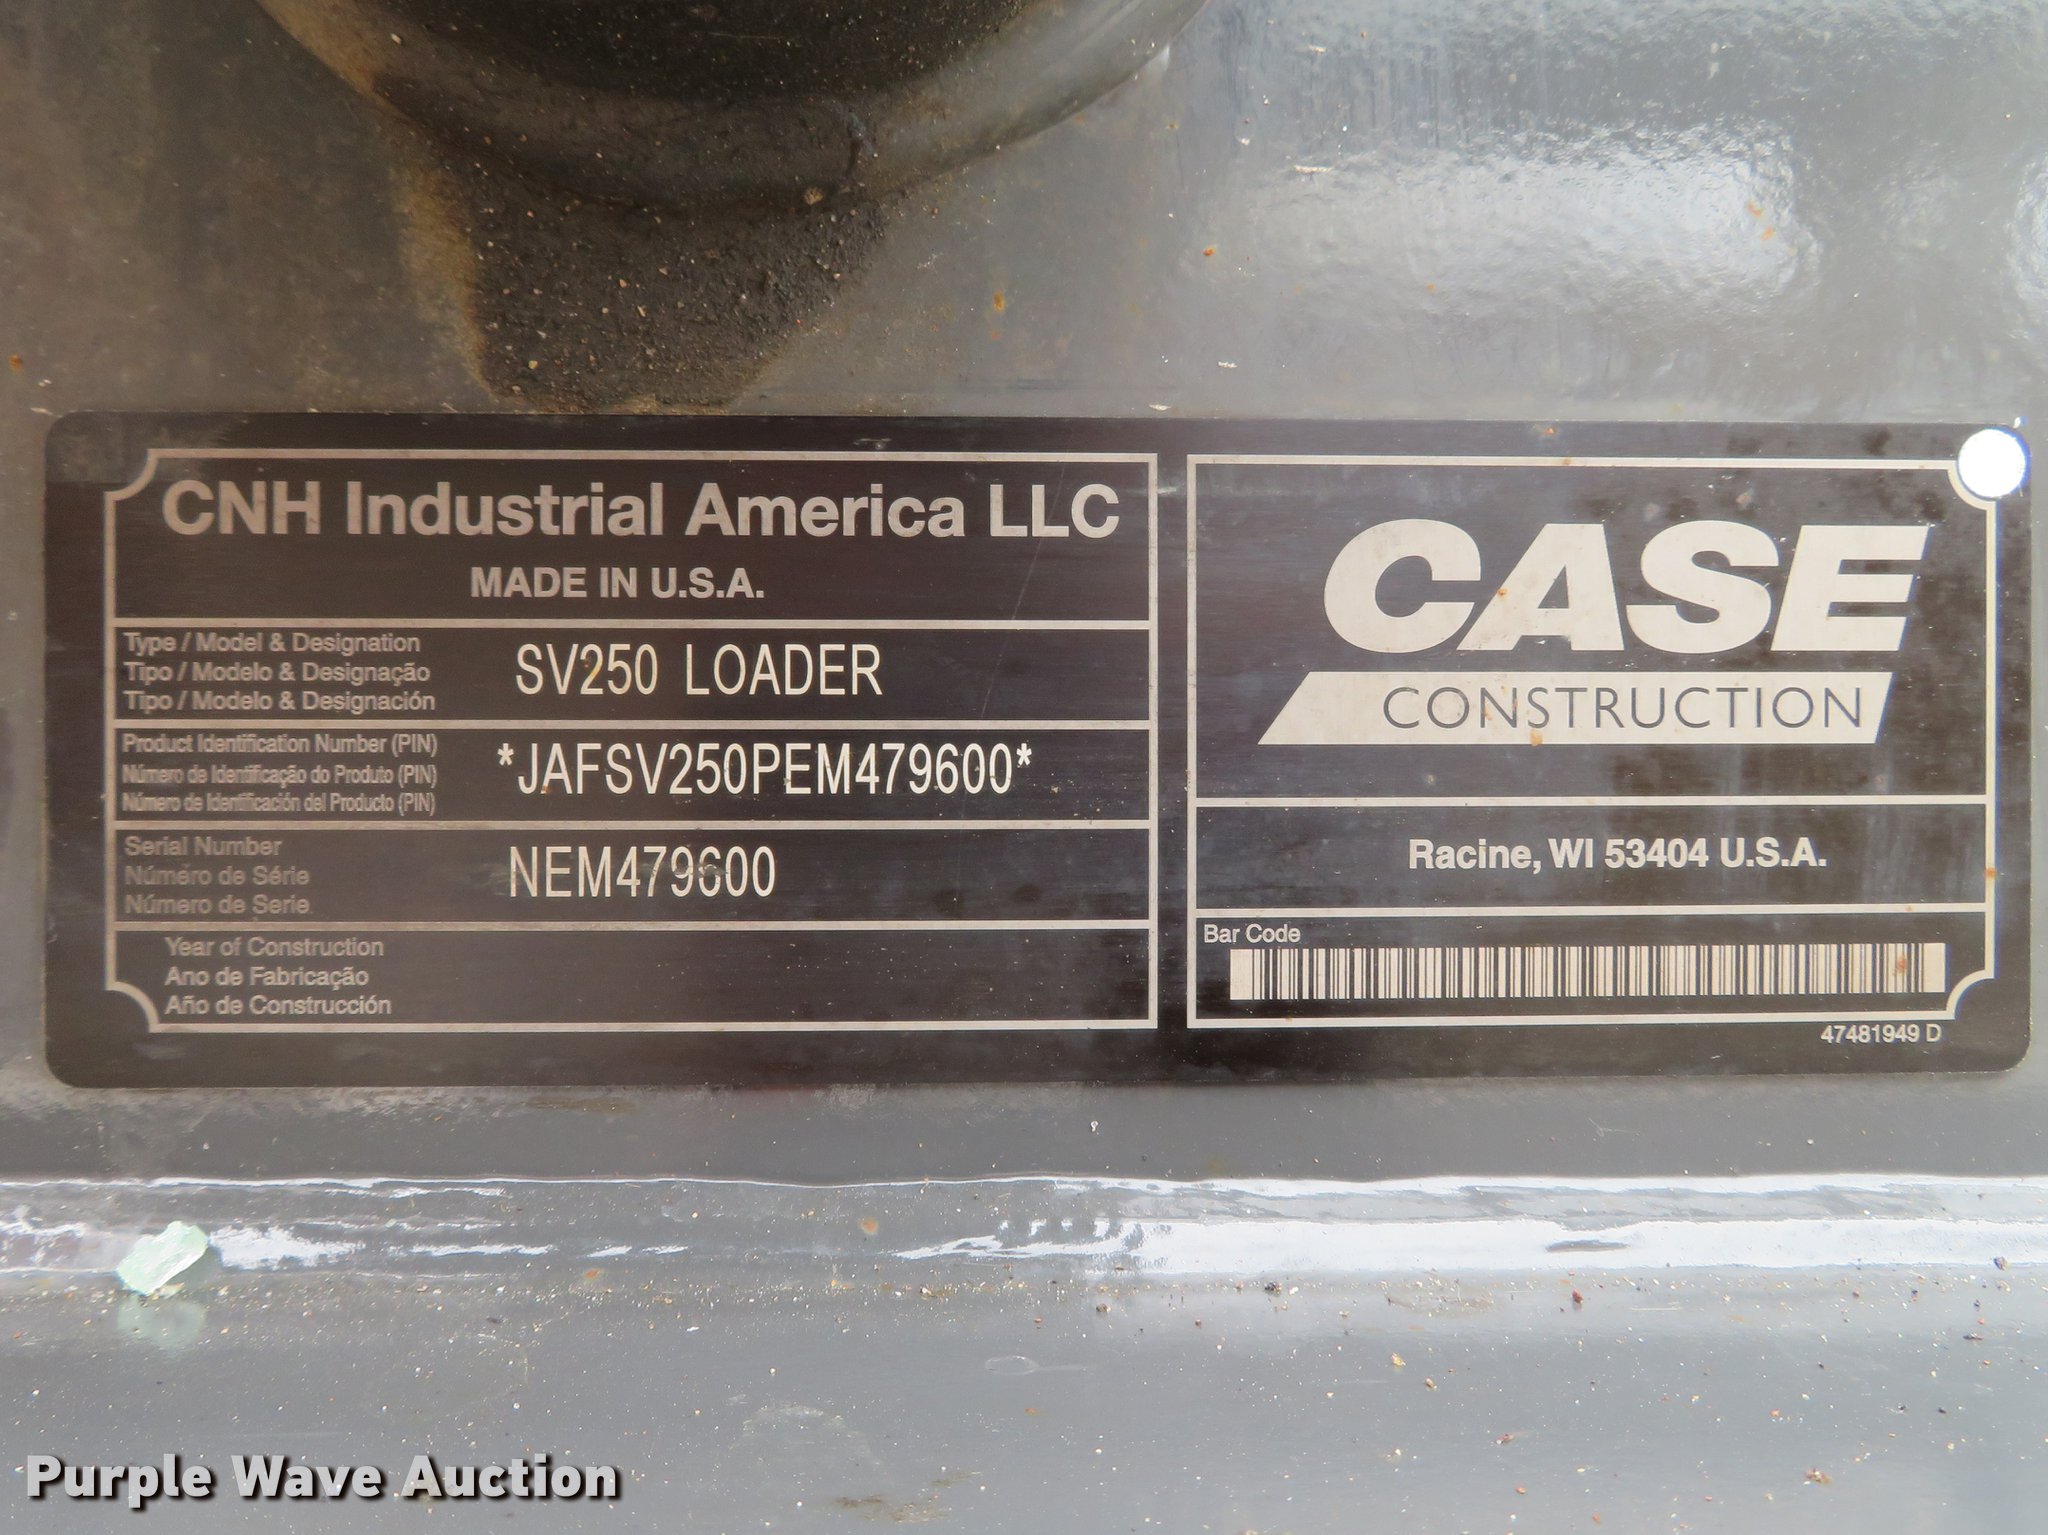 CNH Industrial America LLC
MADE IN U.S.A.
Type / Model & Designation
Tipo / Modelo & Designação
Tipo / Modelo & Designación
SV250 LOADER
Product Identification Number (PIN)
Número de Identificação do Produto (PIN)
Número de Identificación del Producto (PIN)
*JAFSV250PEM479600*
Serial Number
Número de Série
Número de Serie
NEM479600
Year of Construction
Ano de Fabricação
Año de Construcción
CASE
CONSTRUCTION
Racine, WI 53404 U.S.A.
Bar Code
47481949 D
Purple Wave Auction